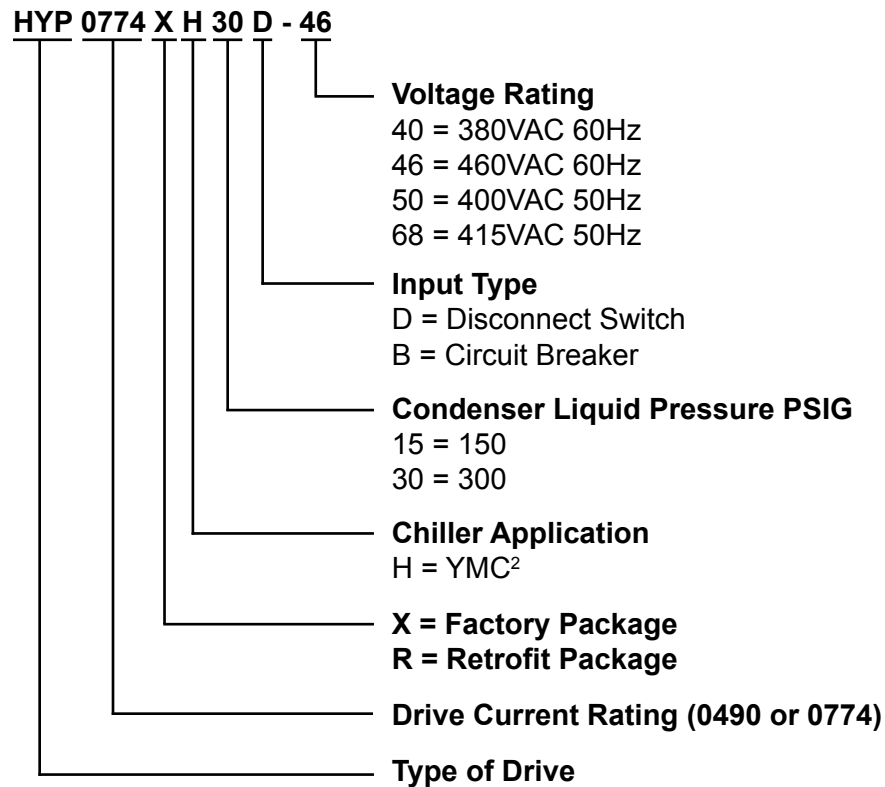 HYP 0774 X H 30 D - 46
Voltage Rating
40 = 380VAC 60Hz
46 = 460VAC 60Hz
50 = 400VAC 50Hz
68 = 415VAC 50Hz
Input Type
D = Disconnect Switch
B = Circuit Breaker
Condenser Liquid Pressure PSIG
15 = 150
30 = 300
Chiller Application
H = YMC²
X = Factory Package
R = Retrofit Package
Drive Current Rating (0490 or 0774)
Type of Drive